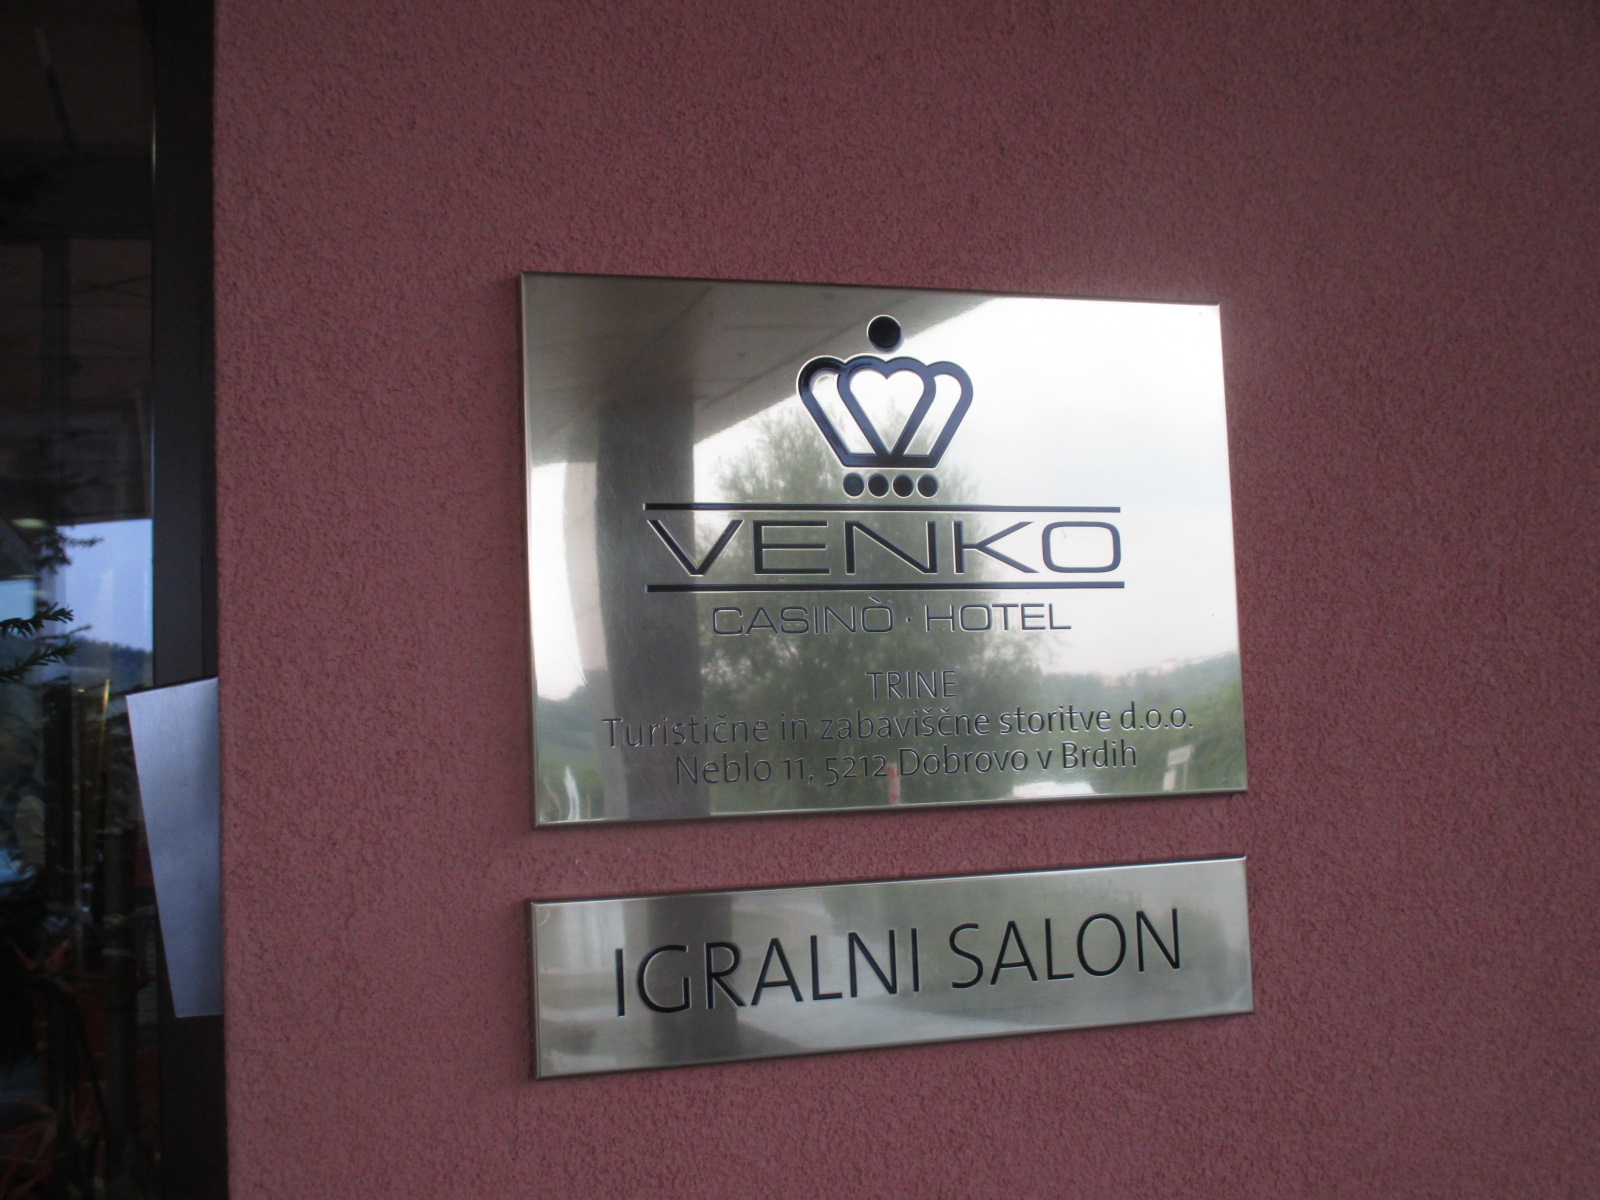 VENKO
CASINÒ · HOTEL
TRINE
Turistične in zabaviščne storitve d.o.o.
Neblo 11, 5212 Dobrovo v Brdih
IGRALNI SALON